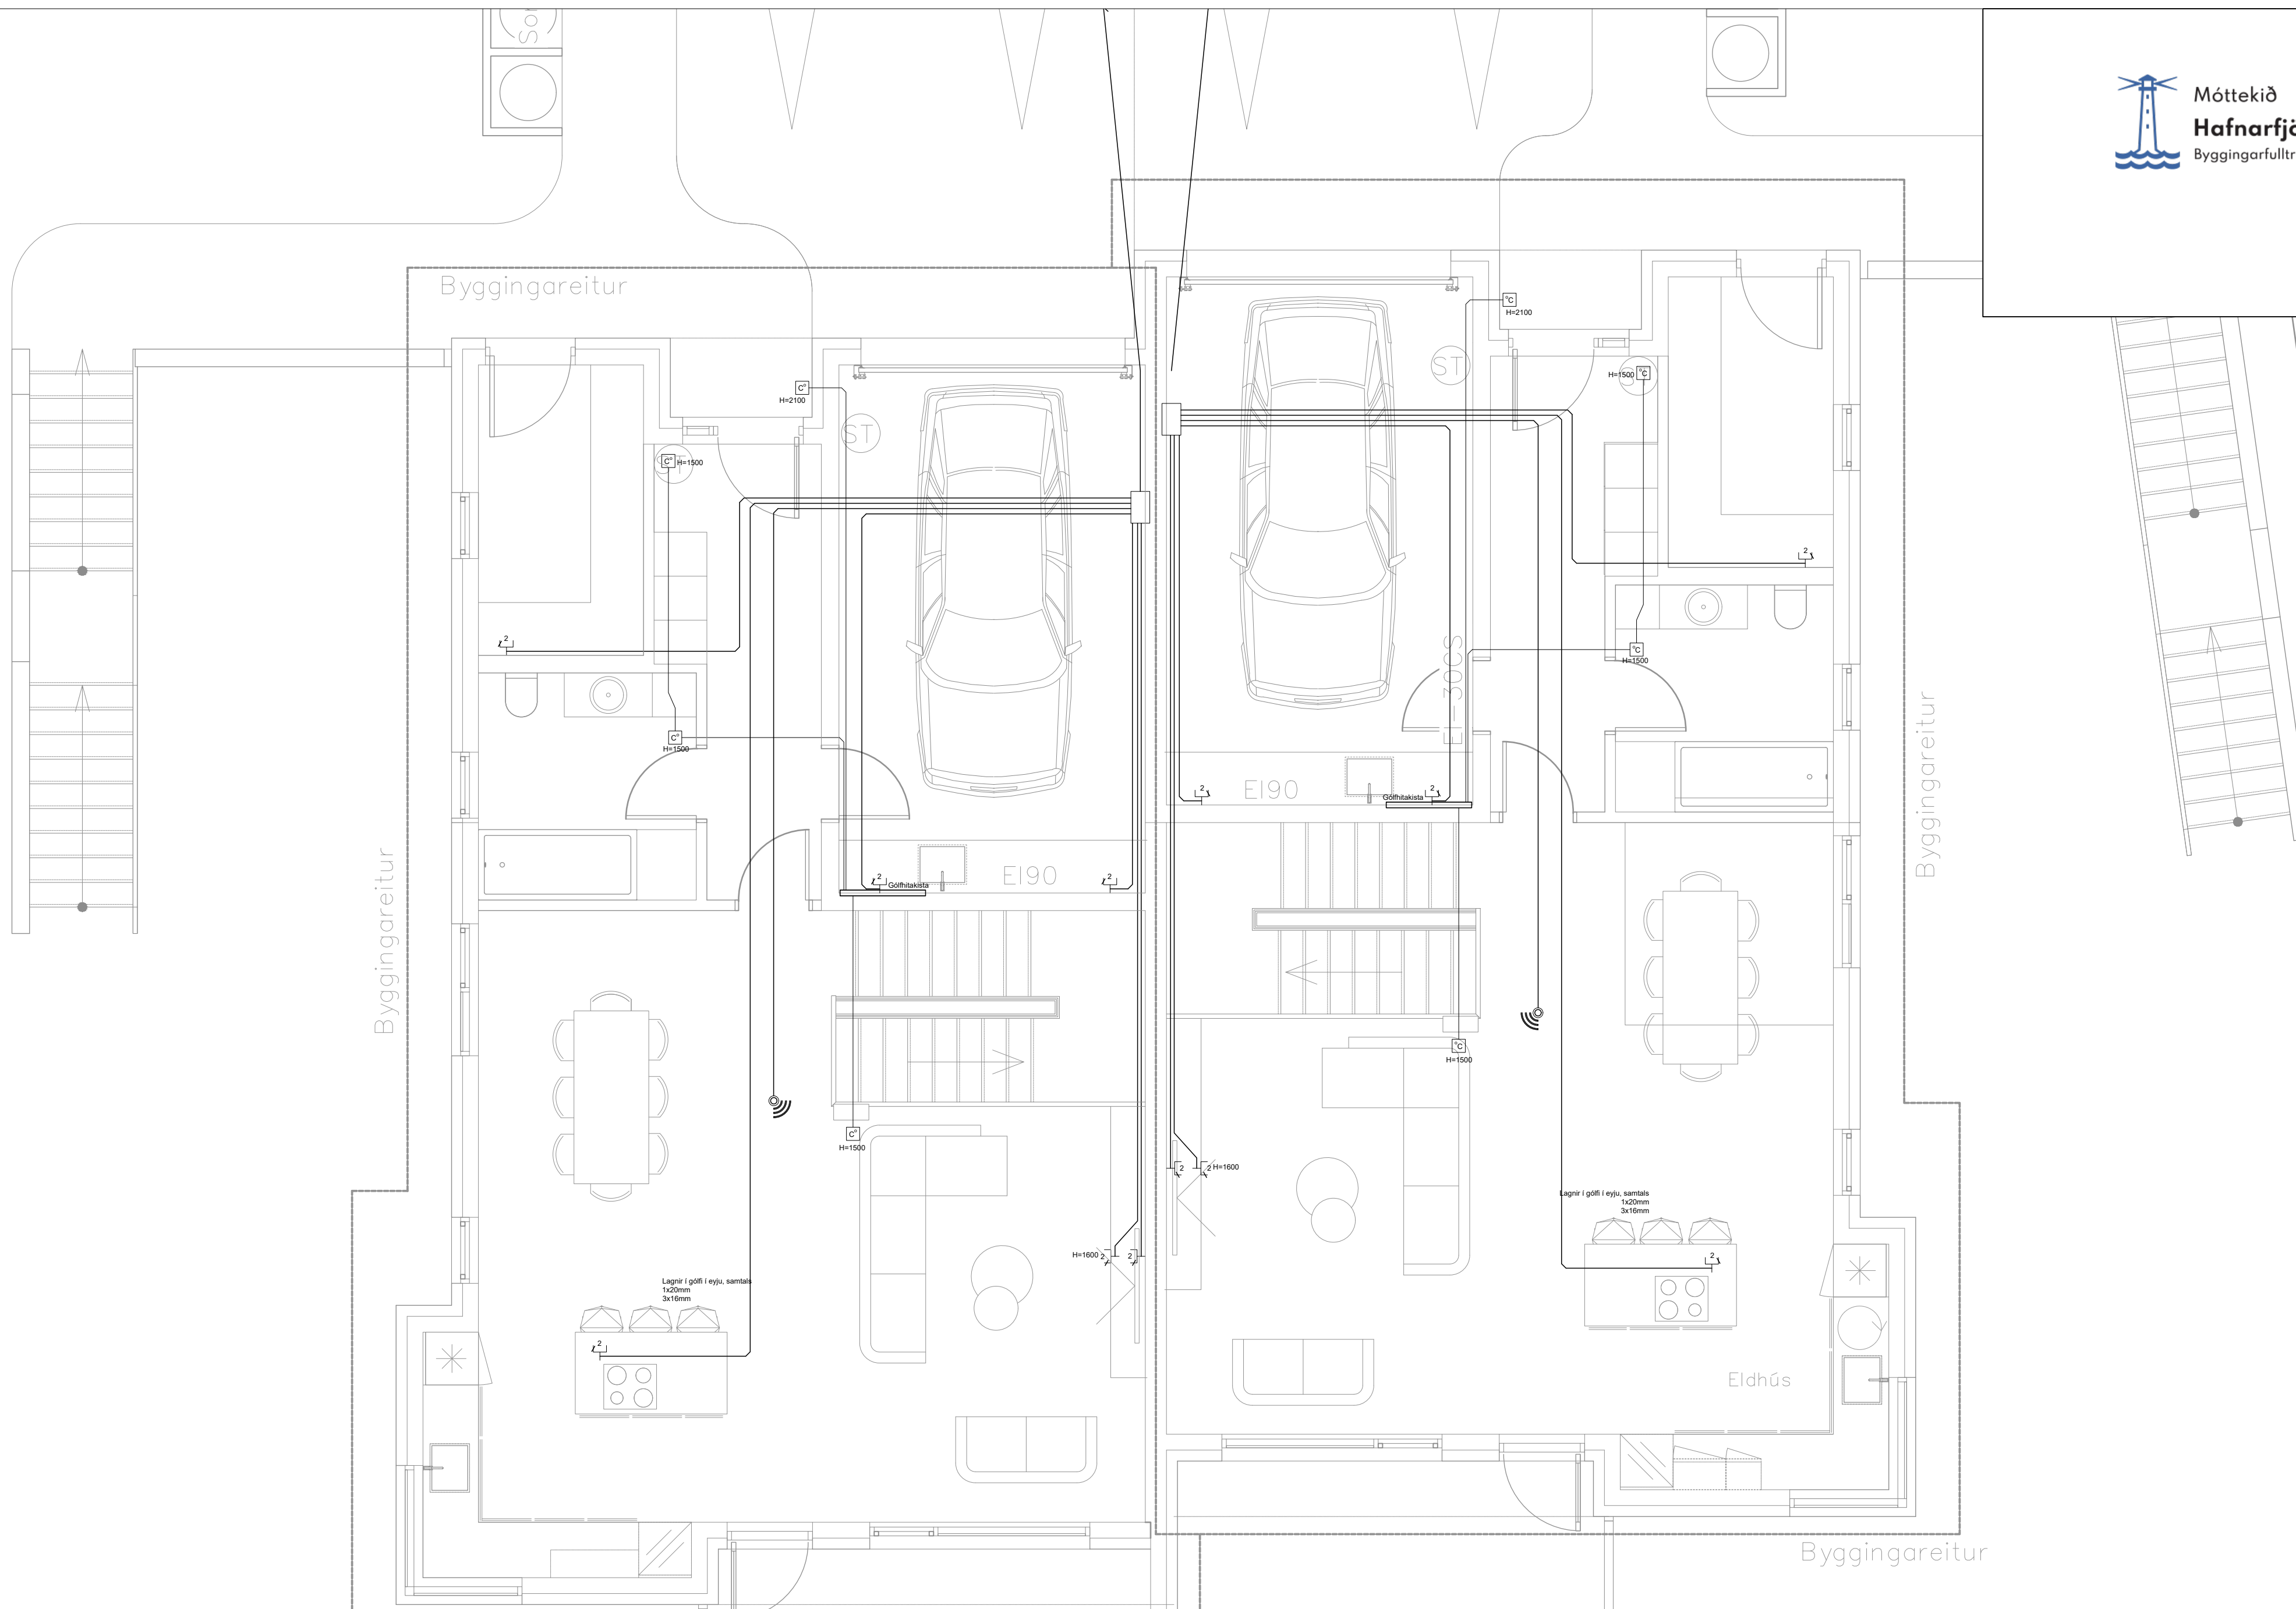 So
Móttekið
Hafnarfjö
Byggingarfulltr
Byggingareitur
°C
H=2100
C°
H=2100
ST
ST
H=1500
°C
C°
H=1500
ST
2
2
EI-30CS
°C
H=1500
C°
H=1500
Byggingareitur
Byggingareitur
2
EI90
Gólfhitakista
2
2
Gólfhitakista
EI90
2
°C
H=1500
C°
H=1500
2
2
H=1600
Lagnir í gólfi í eyju, samtals
1x20mm
3x16mm
H=1600
2
2
2
Lagnir í gólfi í eyju, samtals
1x20mm
3x16mm
2
Eldhús
Byggingareitur